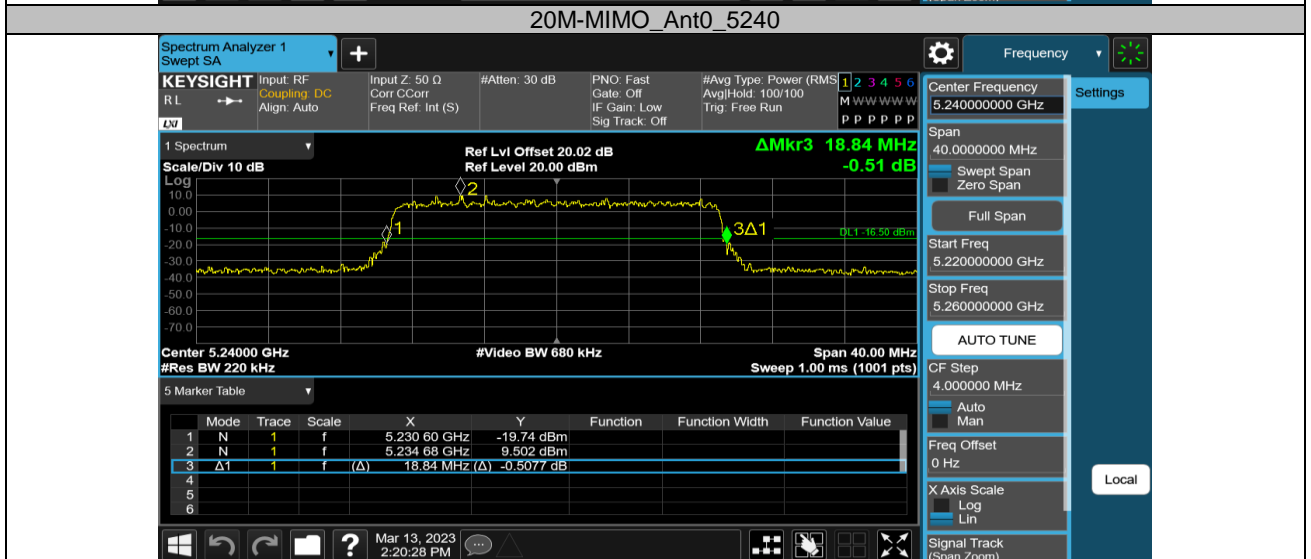 (Span Zoom)
20M-MIMO_Ant0_5240
Spectrum Analyzer 1
Swept SA
Frequency
KEYSIGHT
R L
LXI
Input: RF
Coupling: DC
Align: Auto
Input Z: 50 Ω
Corr CCorr
Freq Ref: Int (S)
#Atten: 30 dB
PNO: Fast
Gate: Off
IF Gain: Low
Sig Track: Off
#Avg Type: Power (RMS
Avg|Hold: 100/100
Trig: Free Run
1 2 3 4 5 6
M W W W W W
P P P P P P
Center Frequency
5.240000000 GHz
Settings
1 Spectrum
Scale/Div 10 dB
Ref Lvl Offset 20.02 dB
Ref Level 20.00 dBm
ΔMkr3 18.84 MHz
-0.51 dB
Span
40.0000000 MHz
Swept Span
Zero Span
Full Span
Log
10.0
0.00
-10.0
-20.0
-30.0
-40.0
-50.0
-60.0
-70.0
1
2
3Δ1
DL1 -16.50 dBm
Start Freq
5.220000000 GHz
Stop Freq
5.260000000 GHz
AUTO TUNE
Center 5.24000 GHz
#Res BW 220 kHz
#Video BW 680 kHz
Span 40.00 MHz
Sweep 1.00 ms (1001 pts)
CF Step
4.000000 MHz
Auto
Man
5 Marker Table
Mode Trace Scale X Y Function Function Width Function Value
1 N 1 f 5.230 60 GHz -19.74 dBm
2 N 1 f 5.234 68 GHz 9.502 dBm
3 Δ1 1 f (Δ) 18.84 MHz (Δ) -0.5077 dB
4
5
6
Freq Offset
0 Hz
X Axis Scale
Log
Lin
Local
Signal Track
(Span Zoom)
?
Mar 13, 2023
2:20:28 PM